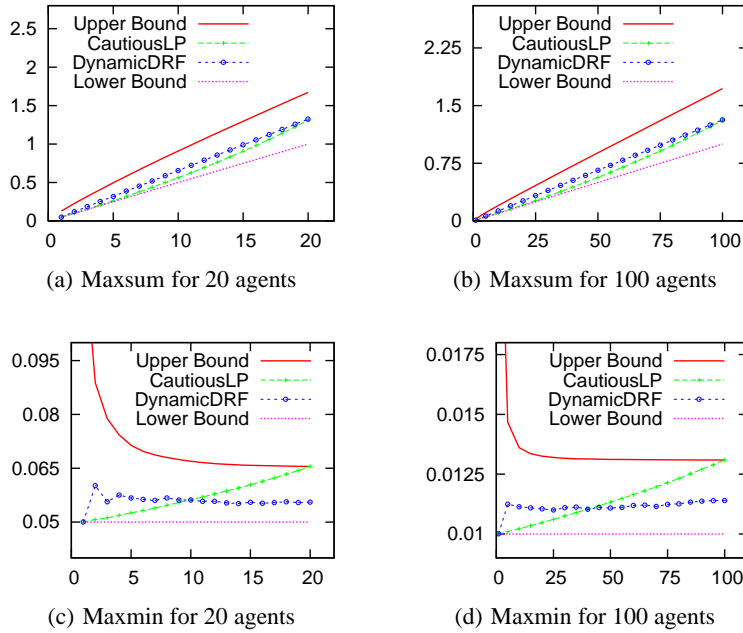 2.5
2
1.5
1
0.5
0
Upper Bound
CautiousLP
DynamicDRF
Lower Bound
5 10 15 20
(a) Maxsum for 20 agents
2.25
1.5
0.75
0
Upper Bound
CautiousLP
DynamicDRF
Lower Bound
0 25 50 75 100
(b) Maxsum for 100 agents
0.095
0.08
0.065
0.05
Upper Bound
CautiousLP
DynamicDRF
Lower Bound
5 10 15 20
(c) Maxmin for 20 agents
0.0175
0.015
0.0125
0.01
Upper Bound
CautiousLP
DynamicDRF
Lower Bound
0 25 50 75 100
(d) Maxmin for 100 agents